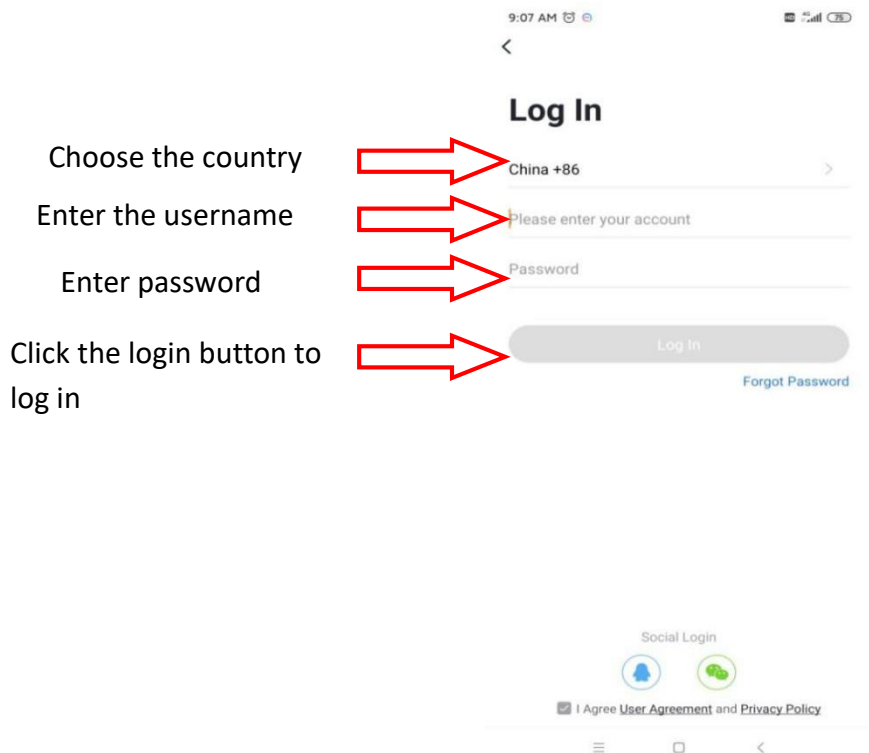 9:07 AM
75
Log In
Choose the country
China +86
Enter the username
Please enter your account
Enter password
Password
Click the login button to
log in
Log In
Forgot Password
Social Login
I Agree User Agreement and Privacy Policy